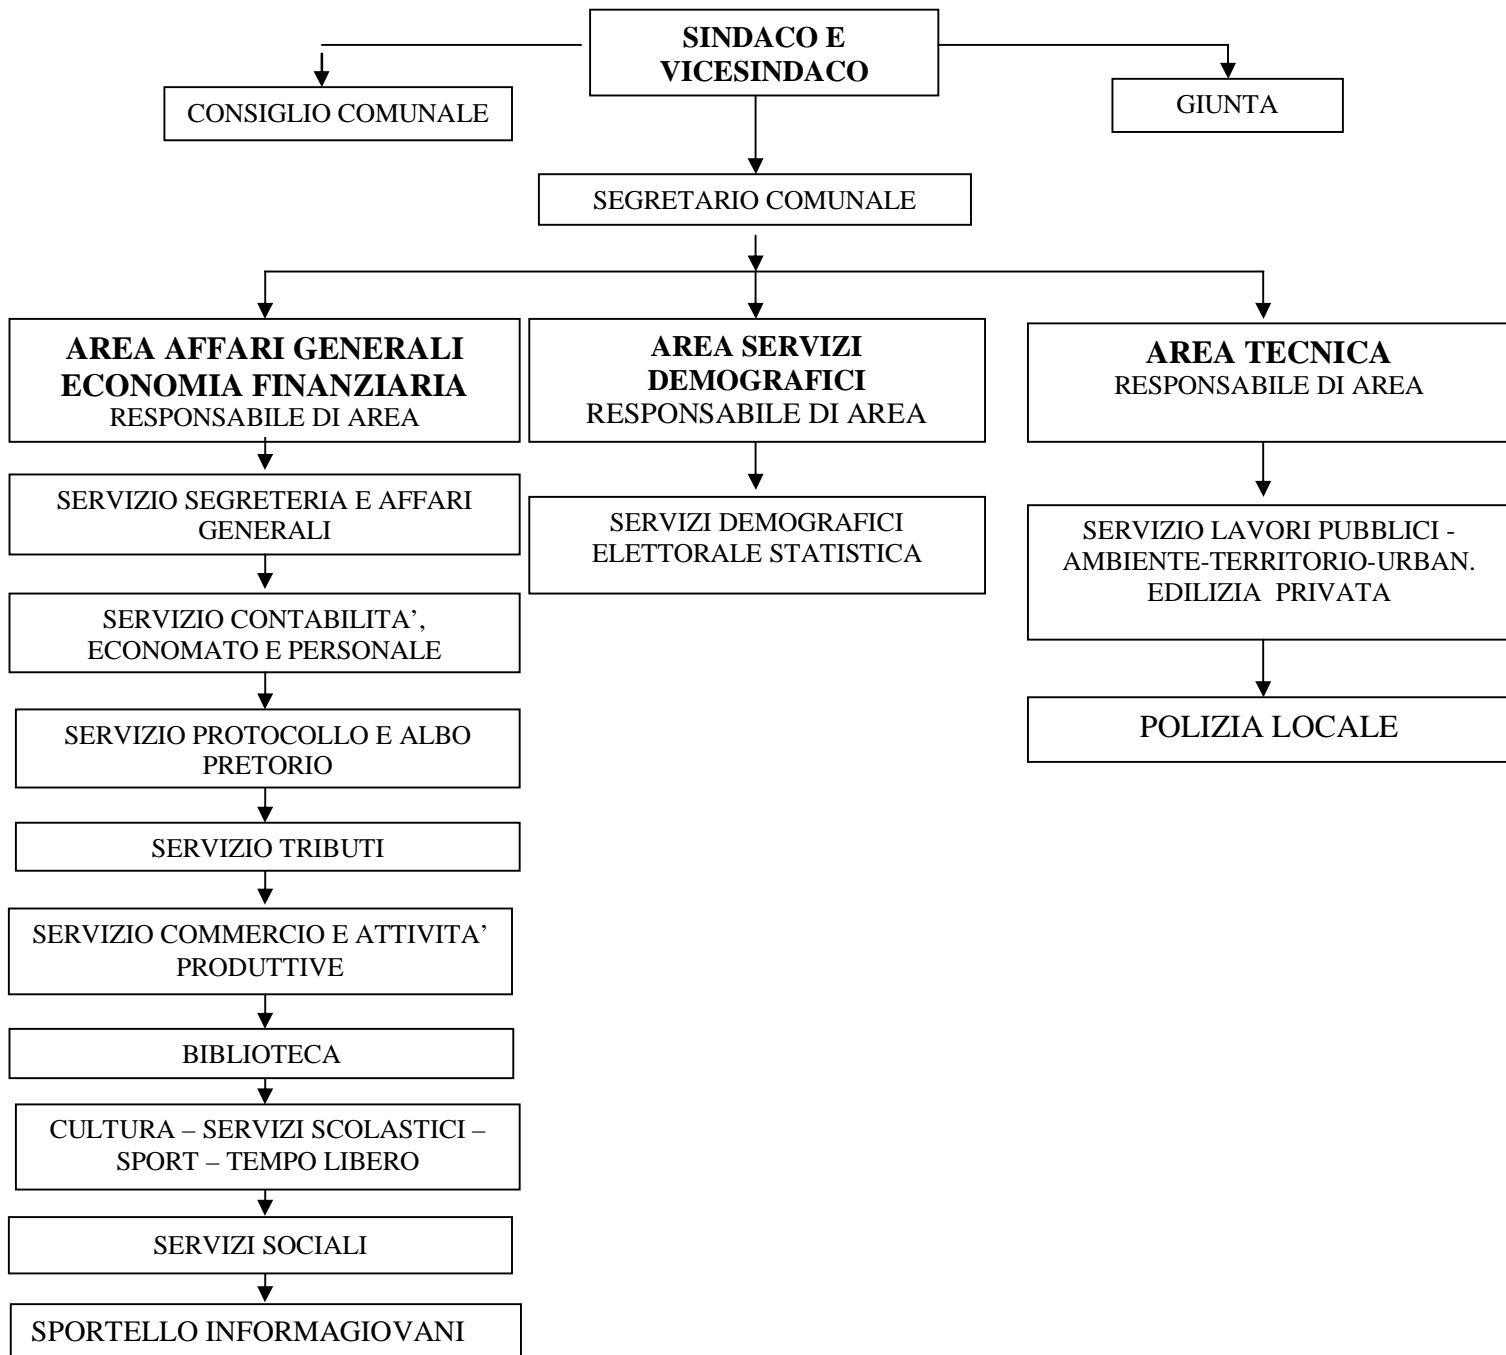 SINDACO E
VICESINDACO
CONSIGLIO COMUNALE
GIUNTA
SEGRETARIO COMUNALE
AREA AFFARI GENERALI
ECONOMIA FINANZIARIA
RESPONSABILE DI AREA
AREA SERVIZI
DEMOGRAFICI
RESPONSABILE DI AREA
AREA TECNICA
RESPONSABILE DI AREA
SERVIZIO SEGRETERIA E AFFARI
GENERALI
SERVIZI DEMOGRAFICI
ELETTORALE STATISTICA
SERVIZIO LAVORI PUBBLICI -
AMBIENTE-TERRITORIO-URBAN.
EDILIZIA PRIVATA
SERVIZIO CONTABILITA’,
ECONOMATO E PERSONALE
POLIZIA LOCALE
SERVIZIO PROTOCOLLO E ALBO
PRETORIO
SERVIZIO TRIBUTI
SERVIZIO COMMERCIO E ATTIVITA’
PRODUTTIVE
BIBLIOTECA
CULTURA – SERVIZI SCOLASTICI –
SPORT – TEMPO LIBERO
SERVIZI SOCIALI
SPORTELLO INFORMAGIOVANI